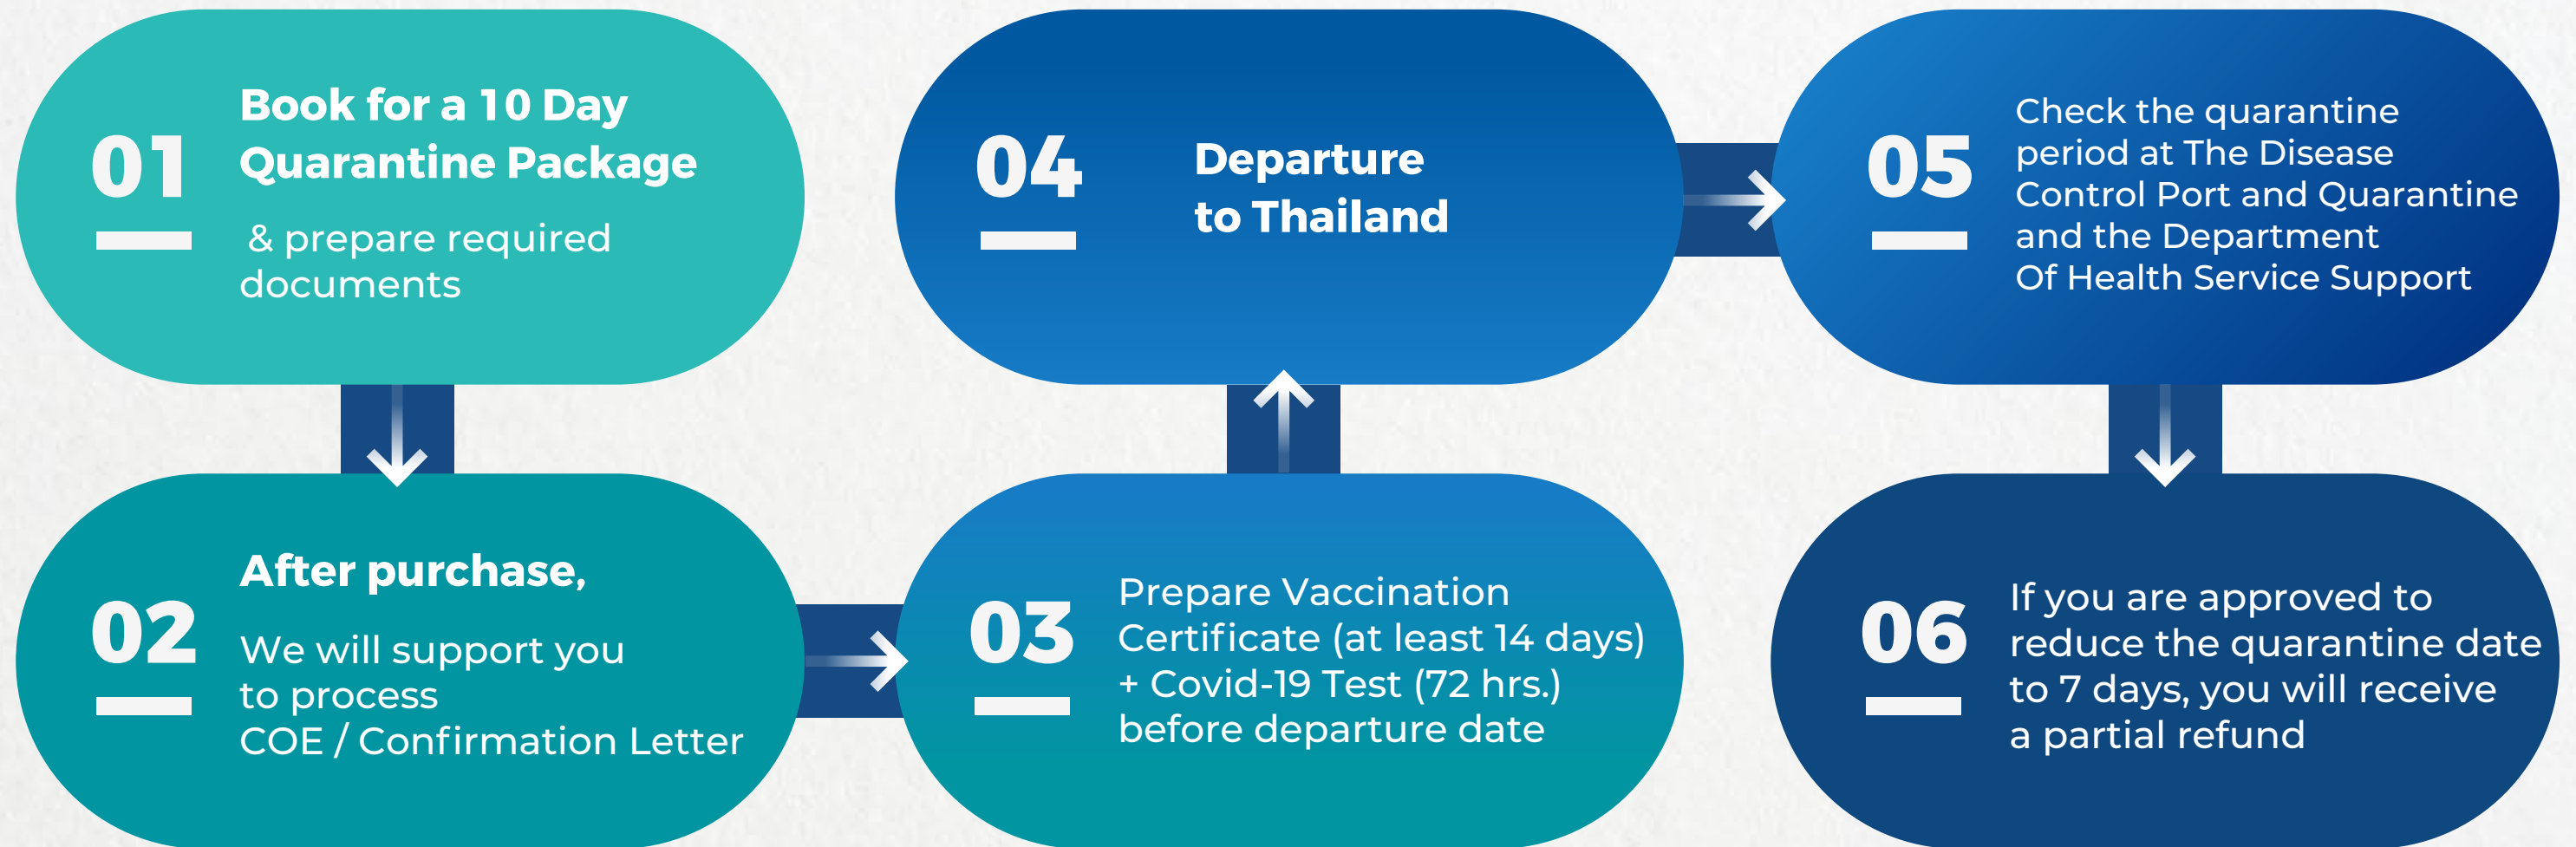 01
Book for a 10 Day
Quarantine Package
& prepare required
documents
02
After purchase,
We will support you
to process
COE / Confirmation Letter
03
Prepare Vaccination
Certificate (at least 14 days)
+ Covid-19 Test (72 hrs.)
before departure date
04
Departure
to Thailand
05
Check the quarantine
period at The Disease
Control Port and Quarantine
and the Department
Of Health Service Support
06
If you are approved to
reduce the quarantine date
to 7 days, you will receive
a partial refund